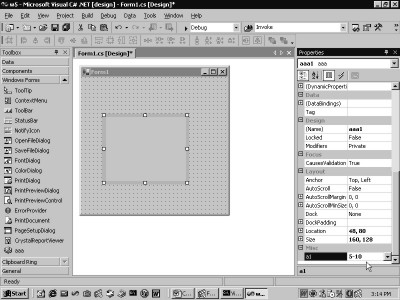 w5 - Microsoft Visual C# .NET [design] - Form1.cs [Design]*
File Edit View Project Build Debug Data Tools Window Help
Debug
Invoke
Toolbox
Data
Components
Windows Forms
ToolTip
ContextMenu
ToolBar
StatusBar
NotifyIcon
OpenFileDialog
SaveFileDialog
FontDialog
ColorDialog
PrintDialog
PrintPreviewDialog
PrintPreviewControl
ErrorProvider
PrintDocument
PageSetupDialog
CrystalReportViewer
aaa
Clipboard Ring
General
Form1.cs [Design]*
Form1
Properties
aaa1 aaa
(DynamicPropert
Data
(DataBindings)
Tag
Design
(Name) aaa1
Locked False
Modifiers Private
Focus
CausesValidation True
Layout
Anchor Top, Left
AutoScroll False
AutoScrollMargin 0, 0
AutoScrollMinSize 0, 0
Dock None
DockPadding
Location 48, 80
Size 160, 128
Misc
a1 5-10
a1
Ready
Start
3:14 PM